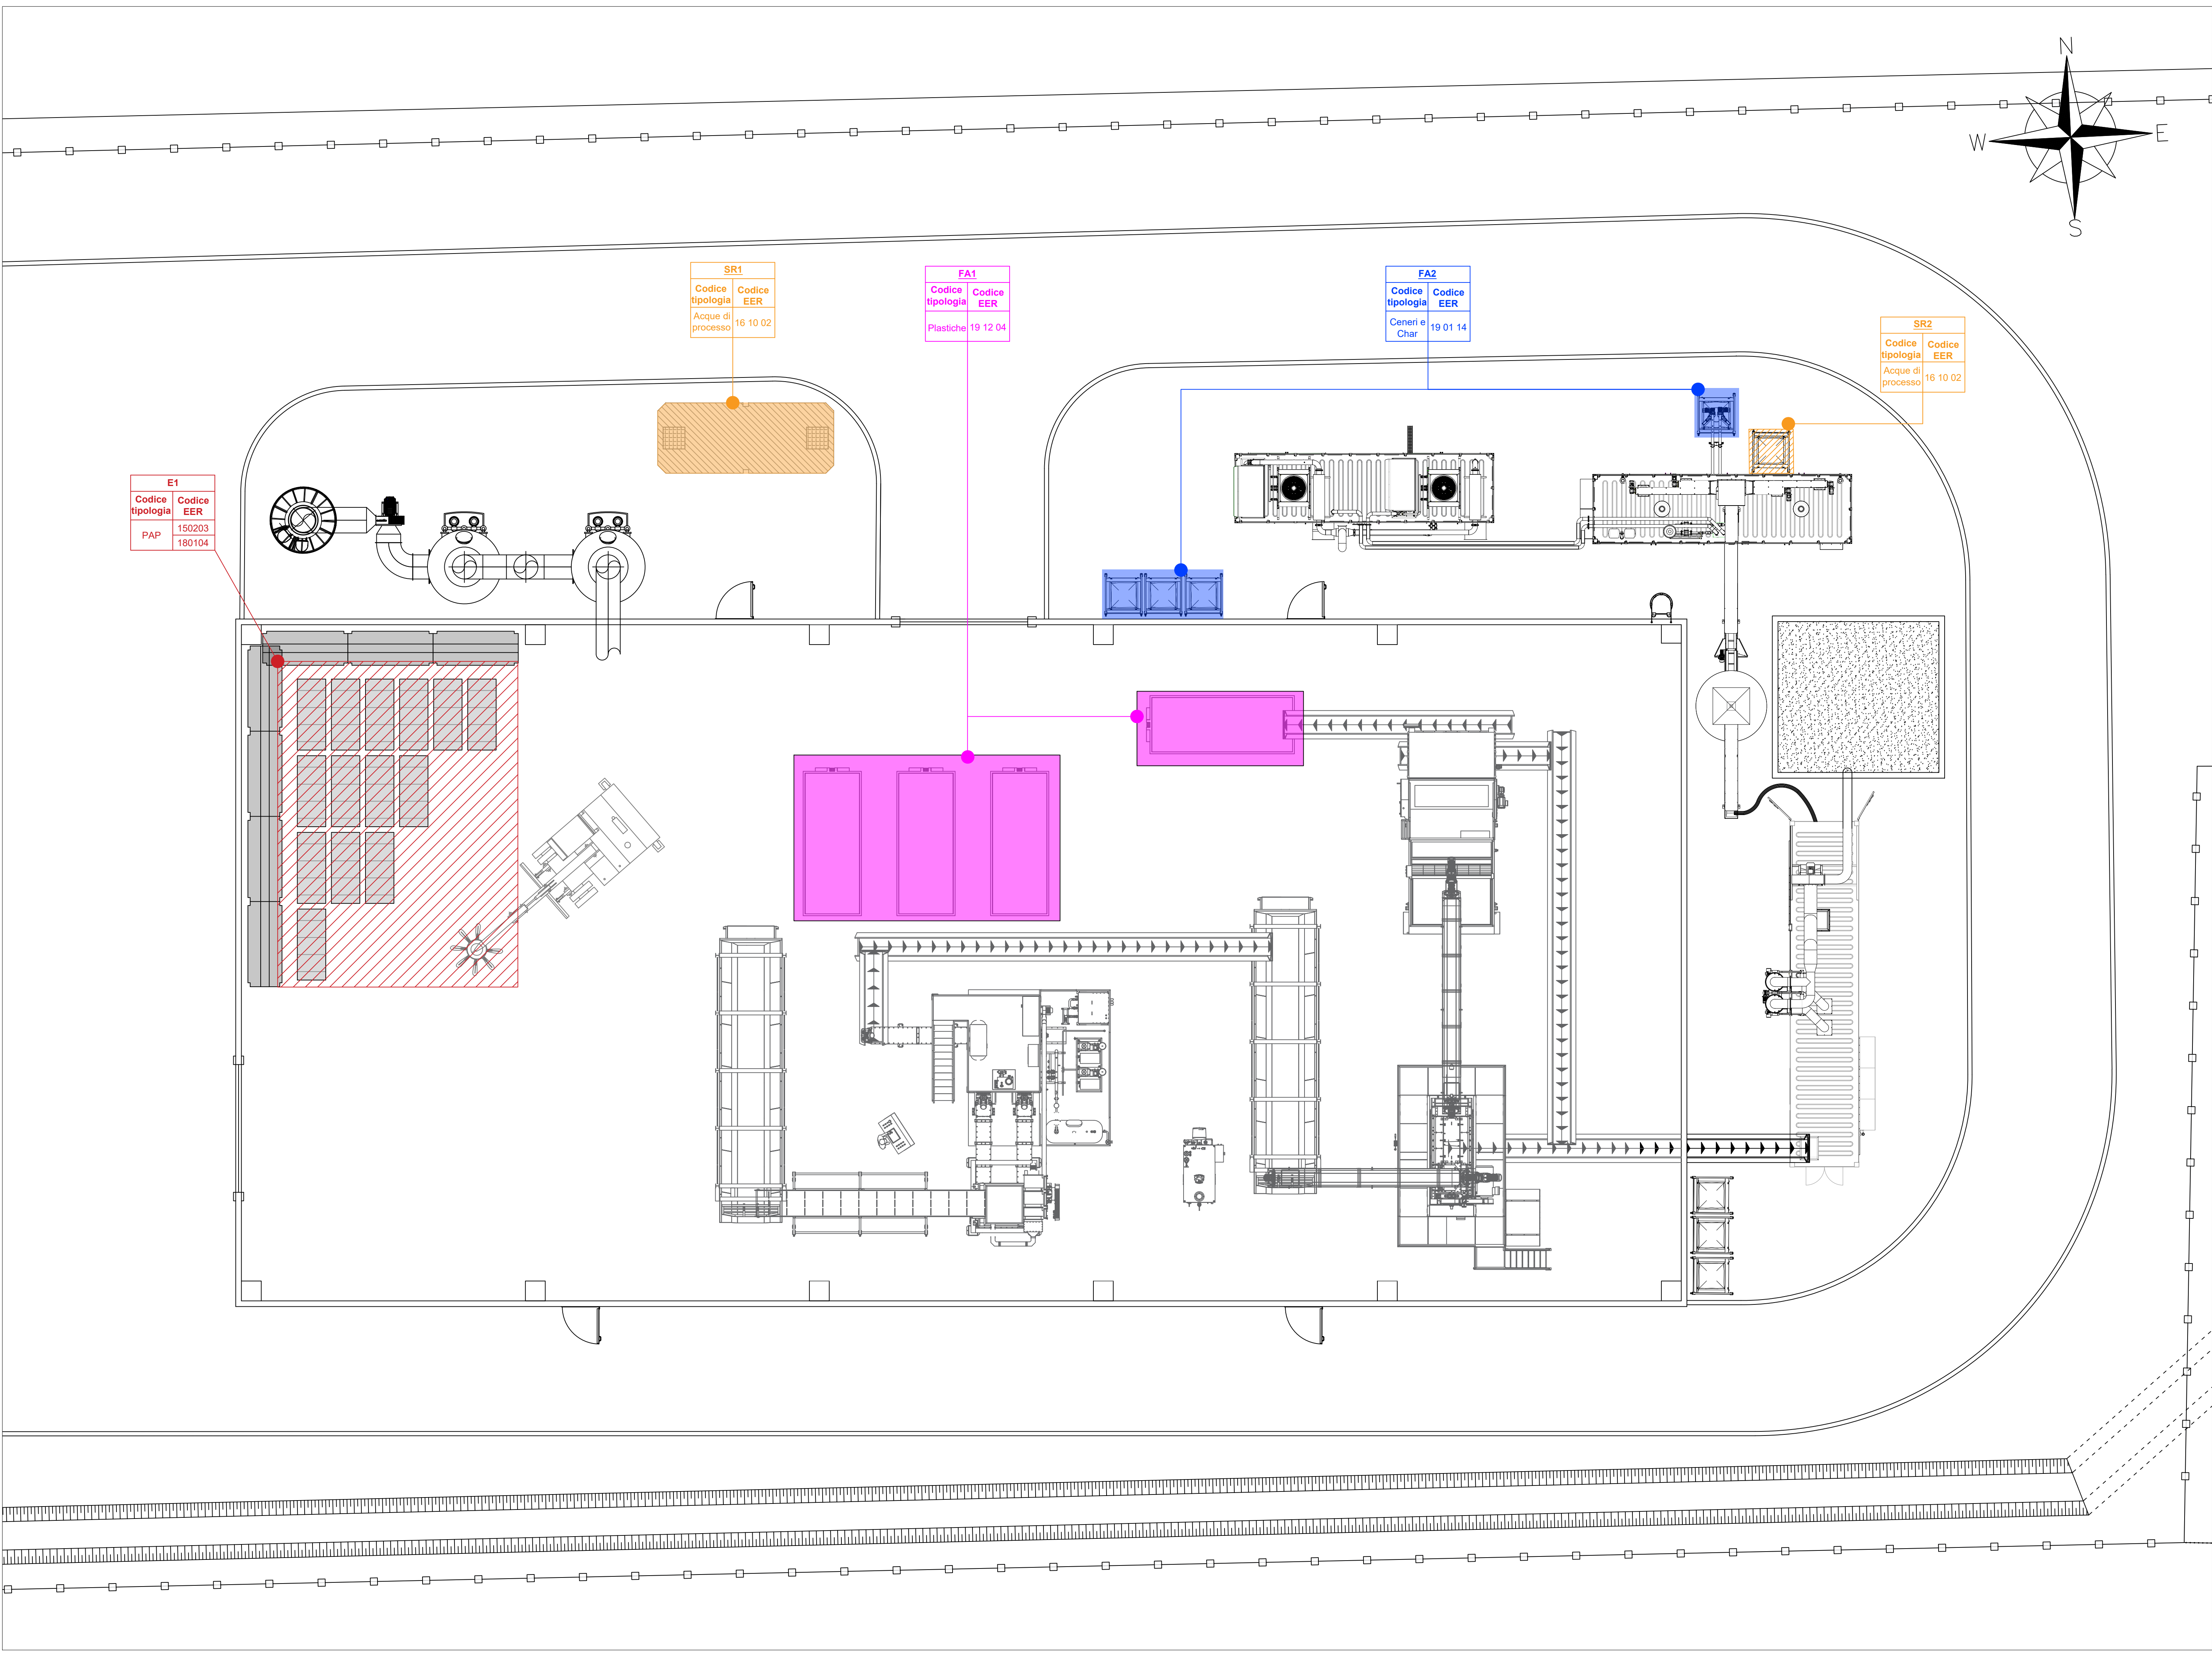 N
W
E
S
SR1
Codice tipologia
Codice EER
Acque di processo
16 10 02
FA1
Codice tipologia
Codice EER
Plastiche
19 12 04
FA2
Codice tipologia
Codice EER
Ceneri e Char
19 01 14
SR2
Codice tipologia
Codice EER
Acque di processo
16 10 02
E1
Codice tipologia
Codice EER
PAP
150203
180104